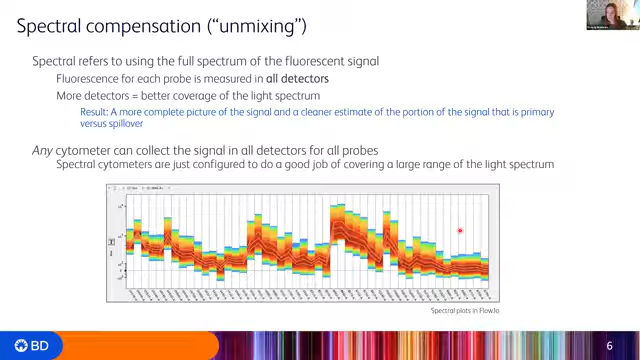 Spectral compensation (“unmixing”)
Spectral refers to using the full spectrum of the fluorescent signal
Fluorescence for each probe is measured in all detectors
More detectors = better coverage of the light spectrum
Result: A more complete picture of the signal and a cleaner estimate of the portion of the signal that is primary
versus spillover
Any cytometer can collect the signal in all detectors for all probes
Spectral cytometers are just configured to do a good job of covering a large range of the light spectrum
Spectral plots in FlowJo
BD
6